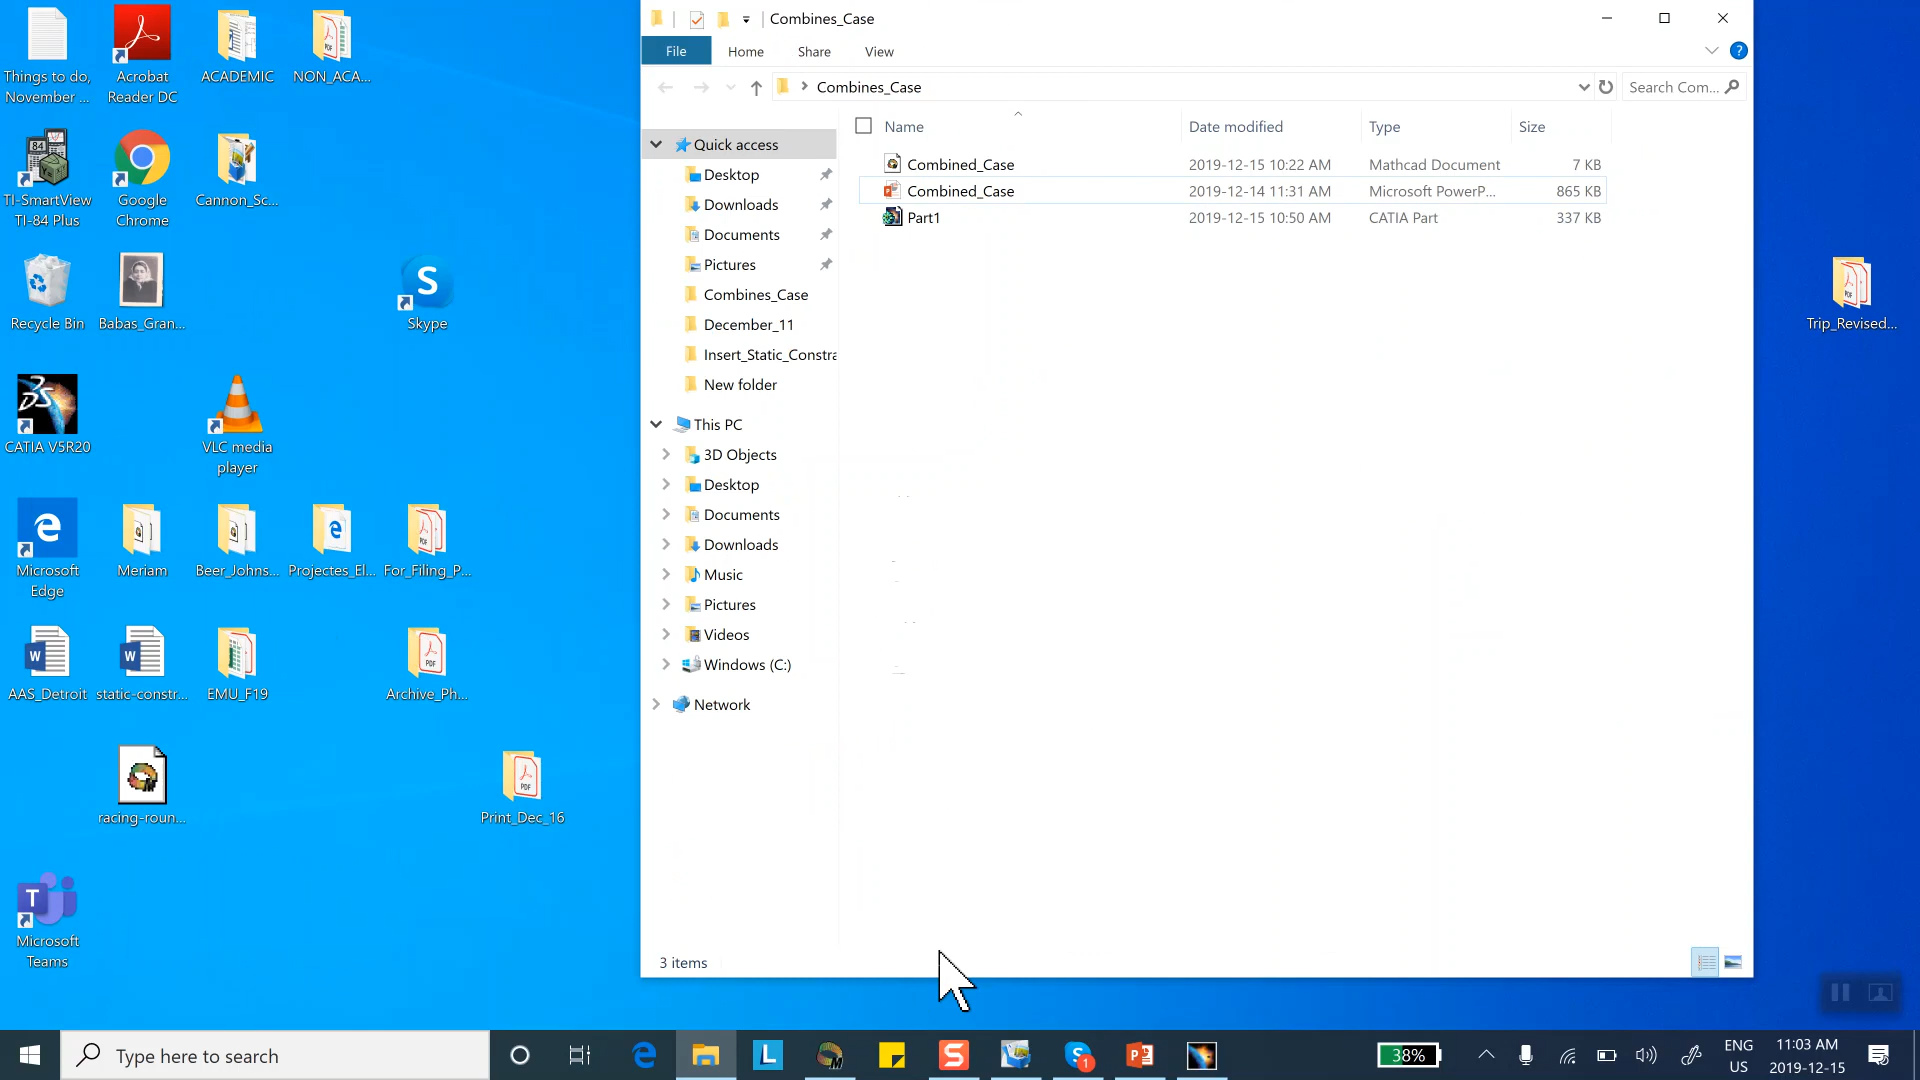 Things to do,
November ...
Acrobat
Reader DC
ACADEMIC
NON_ACA...
TI-SmartView
TI-84 Plus
Google
Chrome
Cannon_Sc...
Recycle Bin
Babas_Gran...
Skype
CATIA V5R20
VLC media
player
Microsoft
Edge
Meriam
Beer_Johns...
Projectes_El...
For_Filing_P...
AAS_Detroit
static-constr...
EMU_F19
Archive_Ph...
racing-roun...
Print_Dec_16
Microsoft
Teams
Trip_Revised...
Combines_Case
File
Home
Share
View
Combines_Case
Search Com...
Quick access
Desktop
Downloads
Documents
Pictures
Combines_Case
December_11
Insert_Static_Constra
New folder
This PC
3D Objects
Desktop
Documents
Downloads
Music
Pictures
Videos
Windows (C:)
Network
Name
Date modified
Type
Size
Combined_Case 2019-12-15 10:22 AM Mathcad Document 7 KB
Combined_Case 2019-12-14 11:31 AM Microsoft PowerP... 865 KB
Part1 2019-12-15 10:50 AM CATIA Part 337 KB
3 items
Type here to search
38%
ENG
US
11:03 AM
2019-12-15